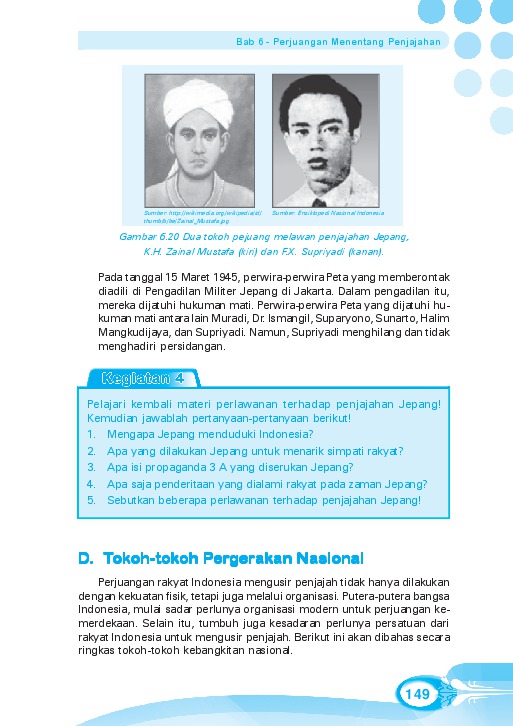 Bab 6 - Perjuangan Menentang Penjajahan
Sumber: http://wikimedia.org/wikipedia/id/
thumb/b/be/Zainal_Mustafa.jpg
Sumber: Ensiklopedi Nasional Indonesia
Gambar 6.20 Dua tokoh pejuang melawan penjajahan Jepang,
K.H. Zainal Mustafa (kiri) dan F.X. Supriyadi (kanan).
Pada tanggal 15 Maret 1945, perwira-perwira Peta yang memberontak
diadili di Pengadilan Militer Jepang di Jakarta. Dalam pengadilan itu,
mereka dijatuhi hukuman mati. Perwira-perwira Peta yang dijatuhi hu-
kuman mati antara lain Muradi, Dr. Ismangil, Suparyono, Sunarto, Halim
Mangkudijaya, dan Supriyadi. Namun, Supriyadi menghilang dan tidak
menghadiri persidangan.
Kegiatan 4
Pelajari kembali materi perlawanan terhadap penjajahan Jepang!
Kemudian jawablah pertanyaan-pertanyaan berikut!
1. Mengapa Jepang menduduki Indonesia?
2. Apa yang dilakukan Jepang untuk menarik simpati rakyat?
3. Apa isi propaganda 3 A yang diserukan Jepang?
4. Apa saja penderitaan yang dialami rakyat pada zaman Jepang?
5. Sebutkan beberapa perlawanan terhadap penjajahan Jepang!
D. Tokoh-tokoh Pergerakan Nasional
Perjuangan rakyat Indonesia mengusir penjajah tidak hanya dilakukan
dengan kekuatan fisik, tetapi juga melalui organisasi. Putera-putera bangsa
Indonesia, mulai sadar perlunya organisasi modern untuk perjuangan ke-
merdekaan. Selain itu, tumbuh juga kesadaran perlunya persatuan dari
rakyat Indonesia untuk mengusir penjajah. Berikut ini akan dibahas secara
ringkas tokoh-tokoh kebangkitan nasional.
149